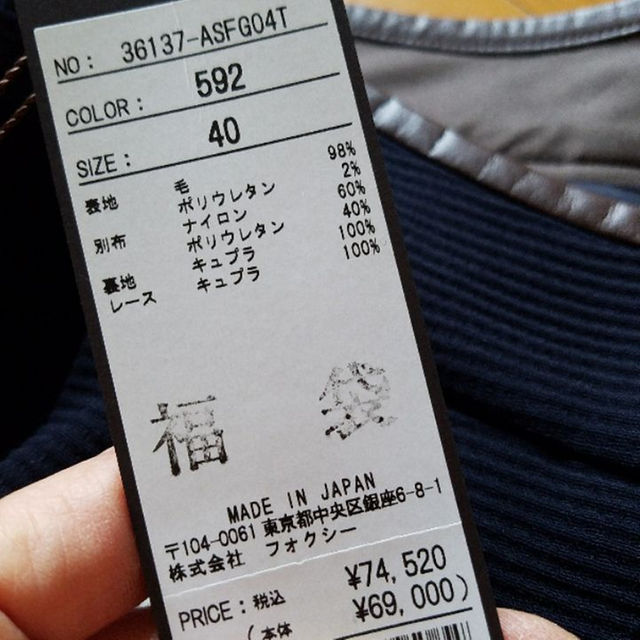 NO: 36137-ASFG04T
COLOR: 592
SIZE: 40
表地 毛 98%
ポリウレタン 2%
別布 ナイロン 60%
ポリウレタン 40%
裏地 キュプラ 100%
レース キュプラ 100%
福袋
MADE IN JAPAN
〒104-0061 東京都中央区銀座6-8-1
株式会社 フォクシー
PRICE: 税込 ¥74,520
(本体 ¥69,000)